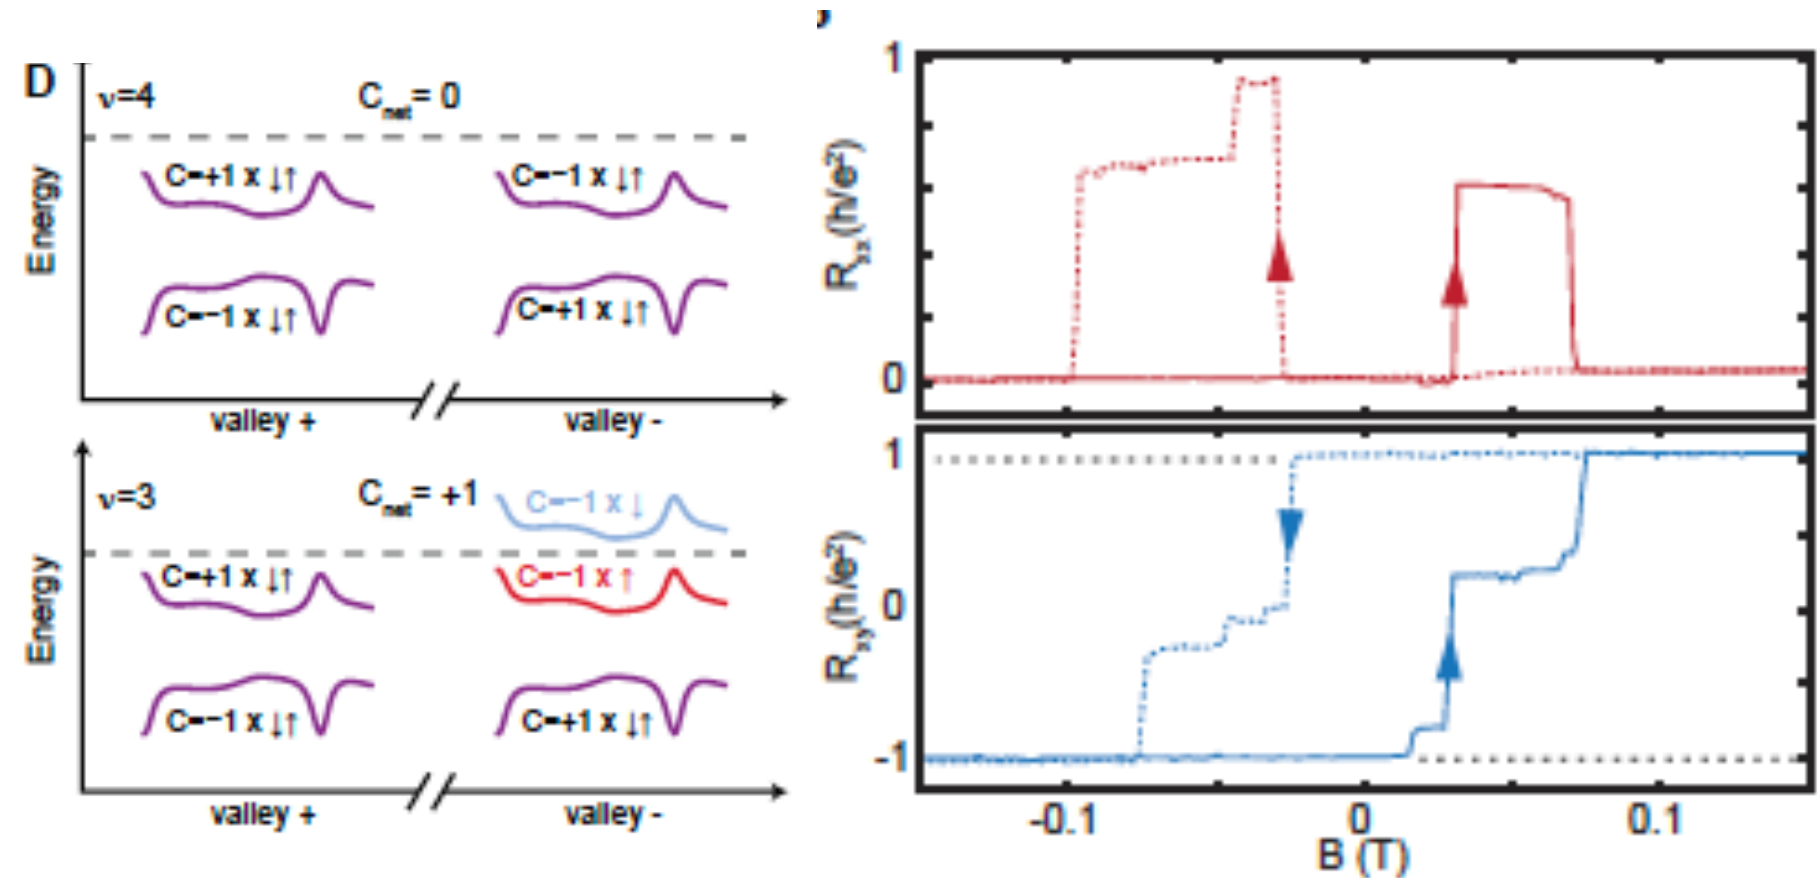 D
ν=4
C_net= 0
C=+1 x ↓↑
C=−1 x ↓↑
C=−1 x ↓↑
C=+1 x ↓↑
Energy
valley +
valley -
ν=3
C_net= +1
C=−1 x ↓
C=+1 x ↓↑
C=−1 x ↑
C=−1 x ↓↑
C=+1 x ↓↑
Energy
valley +
valley -
1
0
R_xx(h/e²)
1
0
-1
R_xy(h/e²)
-0.1
0
0.1
B (T)